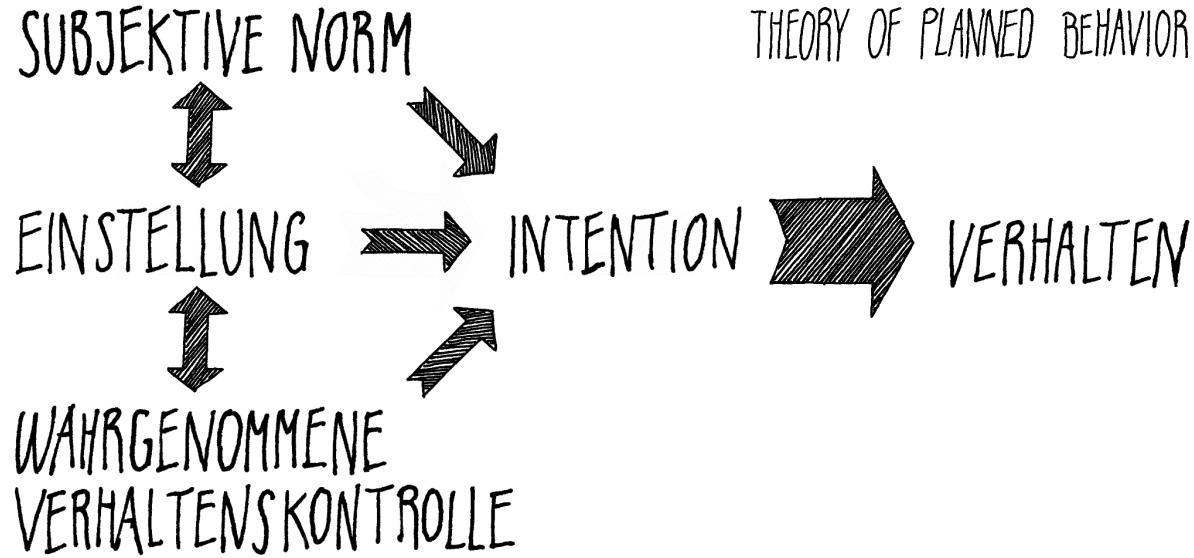 SUBJEKTIVE NORM
THEORY OF PLANNED BEHAVIOR
EINSTELLUNG
INTENTION
VERHALTEN
WAHRGENOMMENE
VERHALTENSKONTROLLE